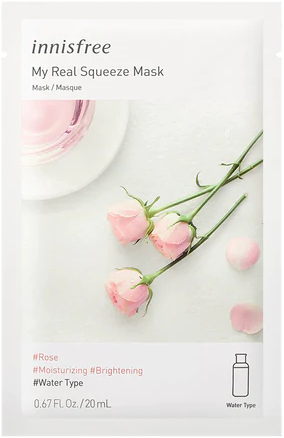 innisfree
My Real Squeeze Mask
Mask / Masque
#Rose
#Moisturizing #Brightening
#Water Type
0.67 FL. Oz. / 20 mL
Water Type